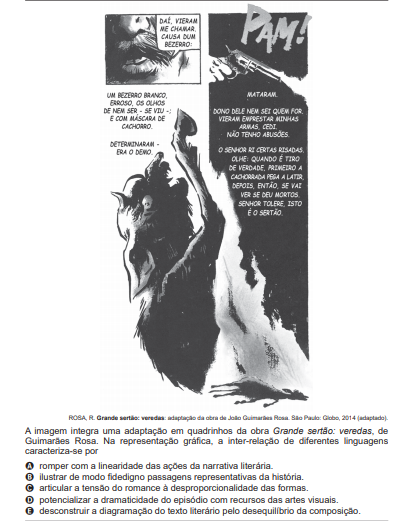 DAÍ, VIERAM
ME CHAMAR.
CAUSA DUM
BEZERRO:
PAM!
UM BEZERRO BRANCO,
ERROSO, OS OLHOS
DE NEM SER - SE VIU -;
E COM MÁSCARA DE
CACHORRO.
DETERMINARAM -
ERA O DEMO.
MATARAM.
DONO DELE NEM SEI QUEM FOR.
VIERAM EMPRESTAR MINHAS
ARMAS, CEDI.
NÃO TENHO ABUSÕES.
O SENHOR RI CERTAS RISADAS.
OLHE: QUANDO É TIRO
DE VERDADE, PRIMEIRO A
CACHORRADA PEGA A LATIR,
DEPOIS, ENTÃO, SE VAI
VER SE DEU MORTOS.
SENHOR TOLERE, ISTO
É O SERTÃO.
ROSA, R. Grande sertão: veredas: adaptação da obra de João Guimarães Rosa. São Paulo: Globo, 2014 (adaptado).
A imagem integra uma adaptação em quadrinhos da obra Grande sertão: veredas, de
Guimarães Rosa. Na representação gráfica, a inter-relação de diferentes linguagens
caracteriza-se por
A romper com a linearidade das ações da narrativa literária.
B ilustrar de modo fidedigno passagens representativas da história.
C articular a tensão do romance à desproporcionalidade das formas.
D potencializar a dramaticidade do episódio com recursos das artes visuais.
E desconstruir a diagramação do texto literário pelo desequilíbrio da composição.